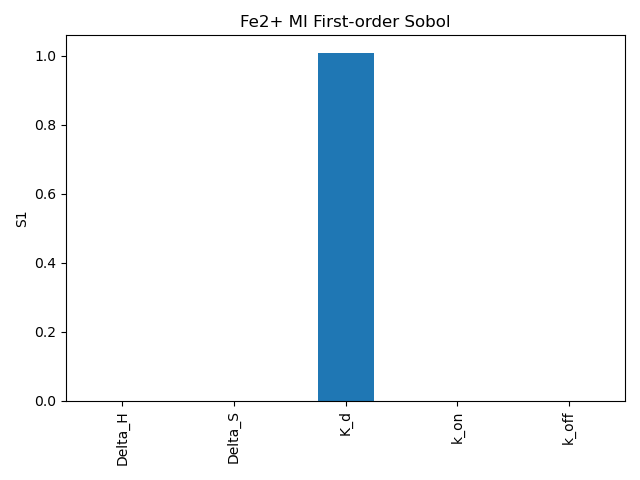 Fe2+ MI First-order Sobol
S1
1.0
0.8
0.6
0.4
0.2
0.0
Delta_H
Delta_S
K_d
k_on
k_off